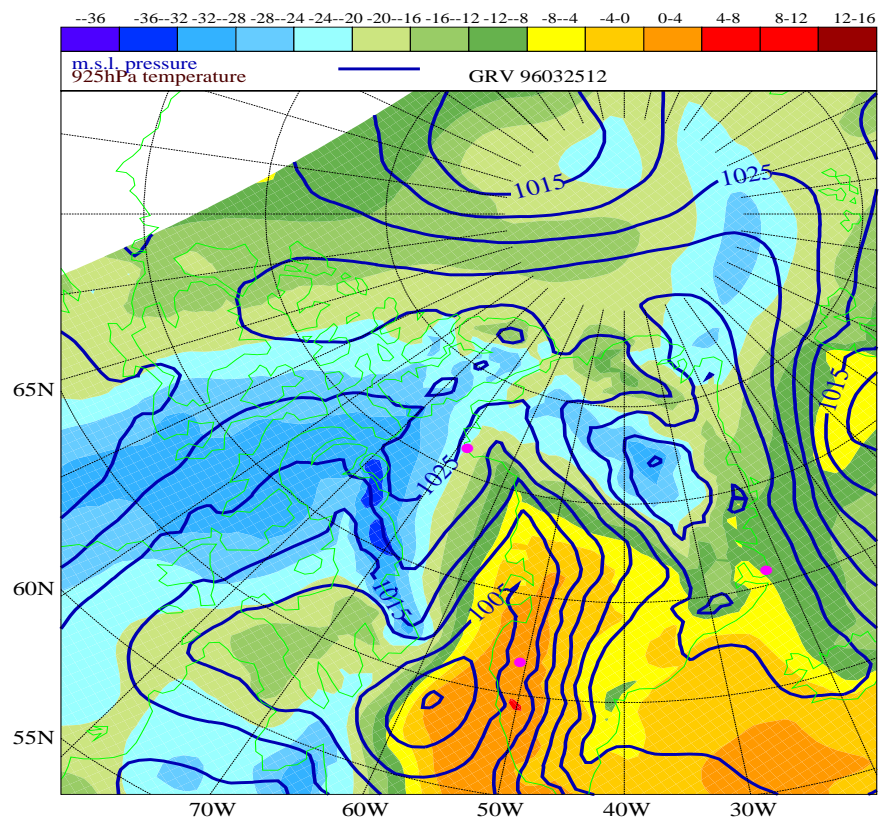 --36 -36--32 -32--28 -28--24 -24--20 -20--16 -16--12 -12--8 -8--4 -4-0 0-4 4-8 8-12 12-16
m.s.l. pressure
925hPa temperature GRV 96032512
1015 1025
65N
1015
1025
60N
1015 1005
55N
70W 60W 50W 40W 30W